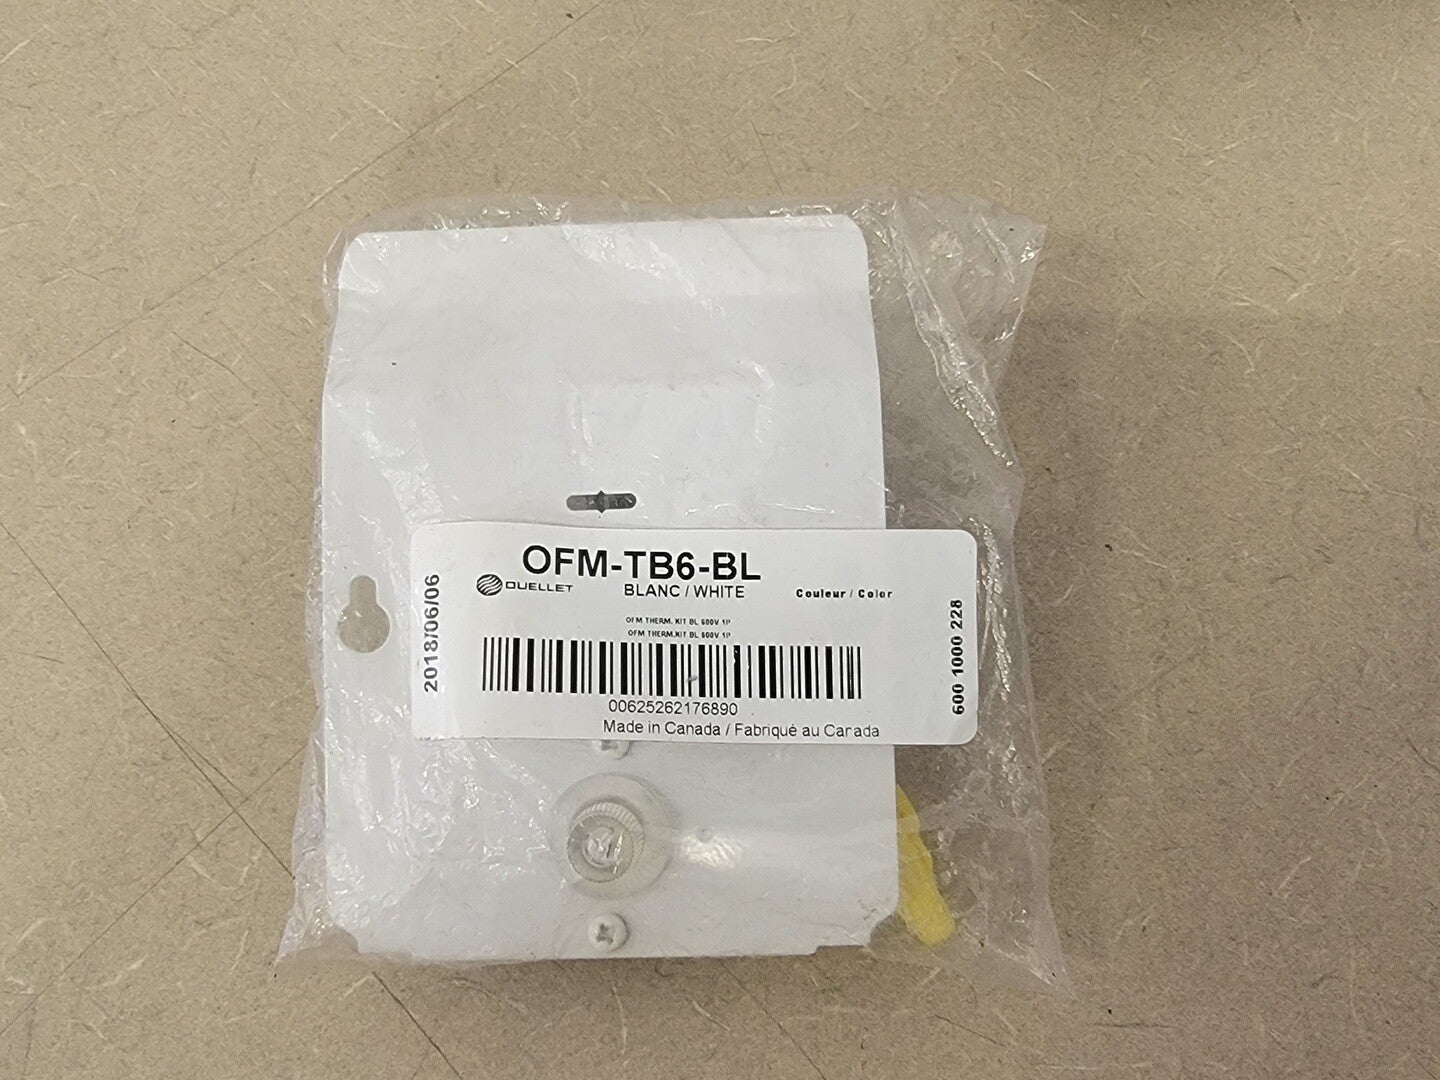 OFM-TB6-BL
OUELLET
BLANC / WHITE
Couleur / Color
OFM THERM. KIT BL 600V 1P
OFM THERM.KIT BL 600V 1P
00625262176890
Made in Canada / Fabriqué au Canada
2018/06/06
600 1000 228